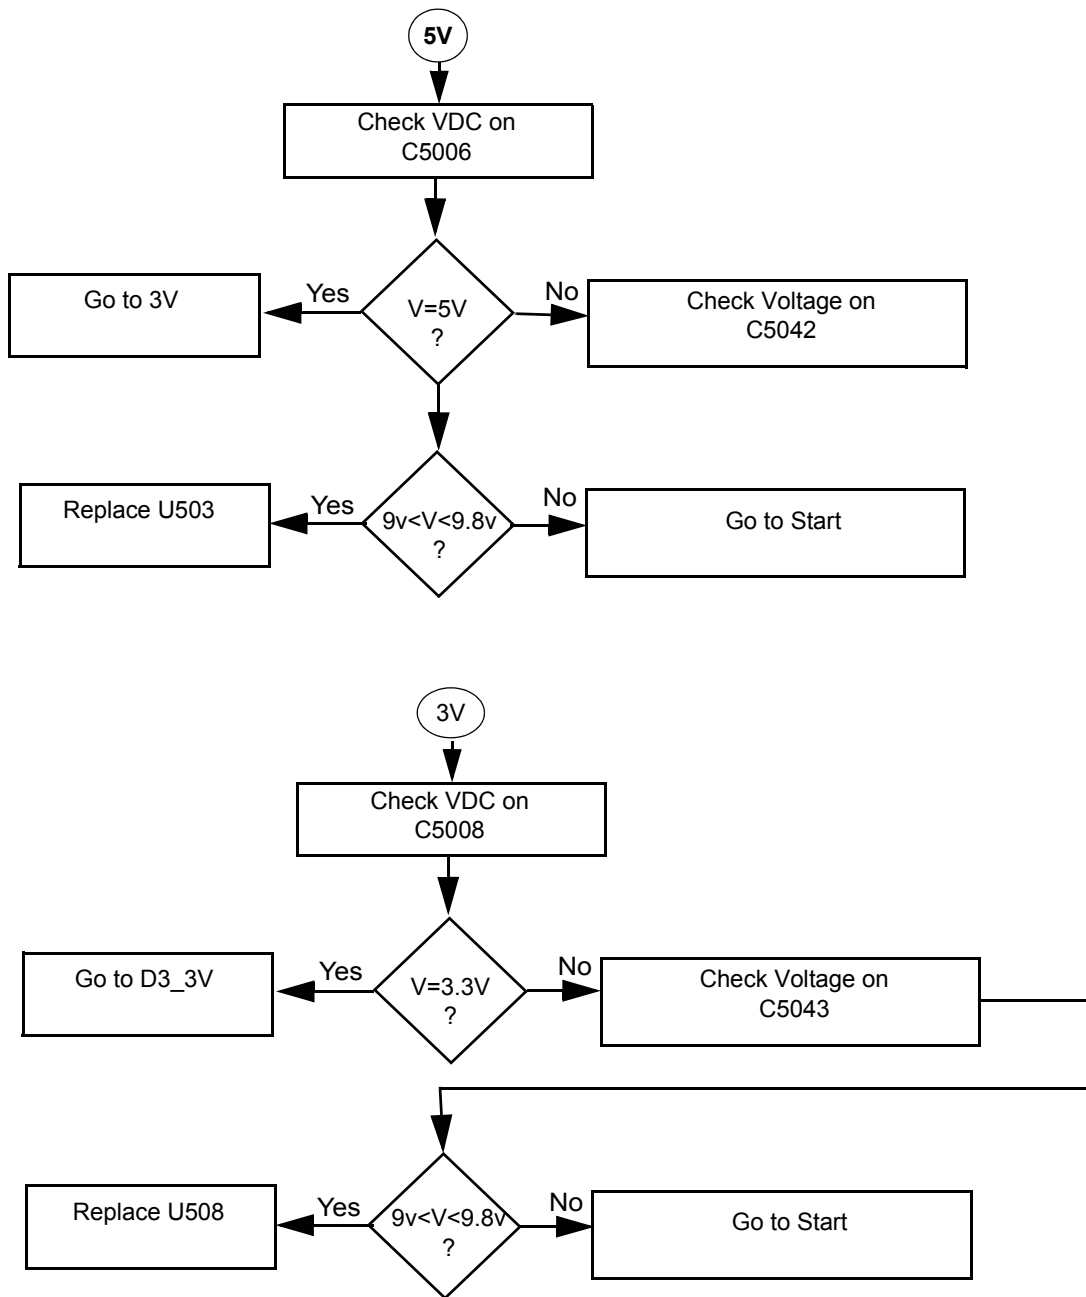 5V
Check VDC on
C5006
Go to 3V
Yes
V=5V
?
No
Check Voltage on
C5042
Replace U503
Yes
9v<V<9.8v
?
No
Go to Start
3V
Check VDC on
C5008
Go to D3_3V
Yes
V=3.3V
?
No
Check Voltage on
C5043
Replace U508
Yes
9v<V<9.8v
?
No
Go to Start